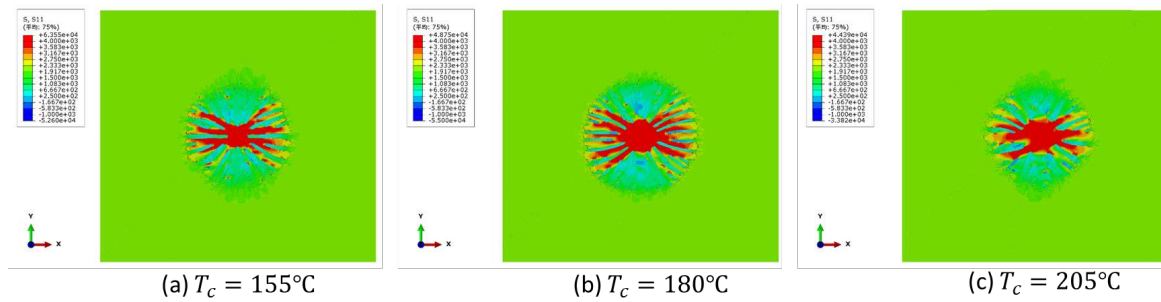 S, S11
(平均: 75%)
+6.355e+04
+4.000e+03
+3.583e+03
+3.167e+03
+2.750e+03
+2.333e+03
+1.917e+03
+1.500e+03
+1.083e+03
+6.667e+02
+2.500e+02
-1.667e+02
-5.833e+02
-1.000e+03
-5.260e+04
Y
X
(a) T_c = 155°C
S, S11
(平均: 75%)
+4.875e+04
+4.000e+03
+3.583e+03
+3.167e+03
+2.750e+03
+2.333e+03
+1.917e+03
+1.500e+03
+1.083e+03
+6.667e+02
+2.500e+02
-1.667e+02
-5.833e+02
-1.000e+03
-5.500e+04
Y
X
(b) T_c = 180°C
S, S11
(平均: 75%)
+4.439e+04
+4.000e+03
+3.583e+03
+3.167e+03
+2.750e+03
+2.333e+03
+1.917e+03
+1.500e+03
+1.083e+03
+6.667e+02
+2.500e+02
-1.667e+02
-5.833e+02
-1.000e+03
-3.382e+04
Y
X
(c) T_c = 205°C